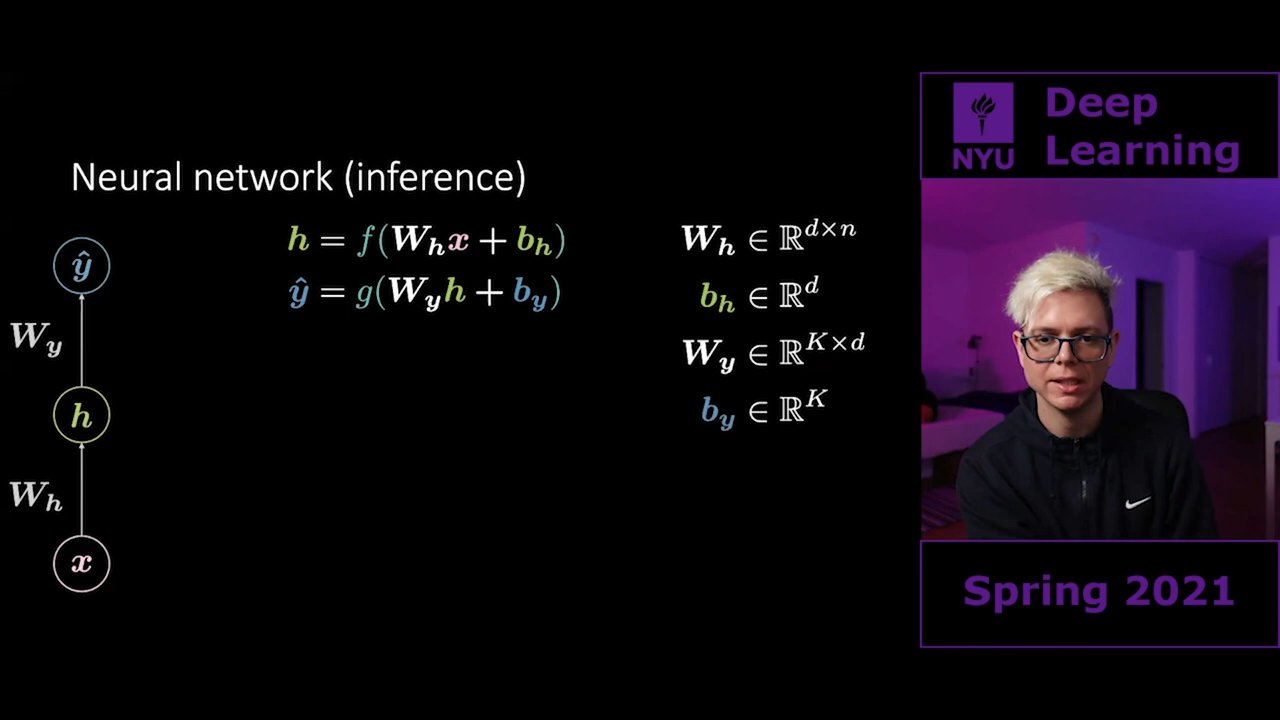 Neural network (inference)
h = f(W_h x + b_h)
ŷ = g(W_y h + b_y)
W_h ∈ ℝ^{d×n}
b_h ∈ ℝ^d
W_y ∈ ℝ^{K×d}
b_y ∈ ℝ^K
ŷ
W_y
h
W_h
x
NYU
Deep
Learning
Spring 2021